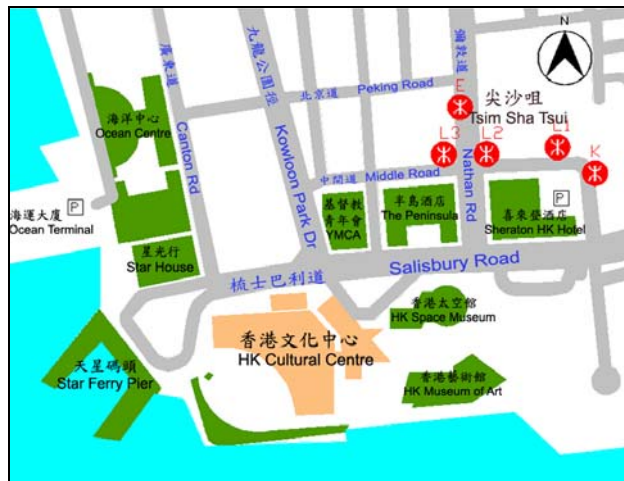 N
尖沙咀
Tsim Sha Tsui
E
L3
L2
L1
K
彌敦道
Nathan Rd
廣東道
Canton Rd
九龍公園徑
Kowloon Park Dr
北京道 Peking Road
中間道 Middle Road
海洋中心
Ocean Centre
P
海運大廈
Ocean Terminal
星光行
Star House
基督教
青年會
YMCA
半島酒店
The Peninsula
P
喜來登酒店
Sheraton HK Hotel
梳士巴利道 Salisbury Road
香港太空館
HK Space Museum
香港文化中心
HK Cultural Centre
天星碼頭
Star Ferry Pier
香港藝術館
HK Museum of Art